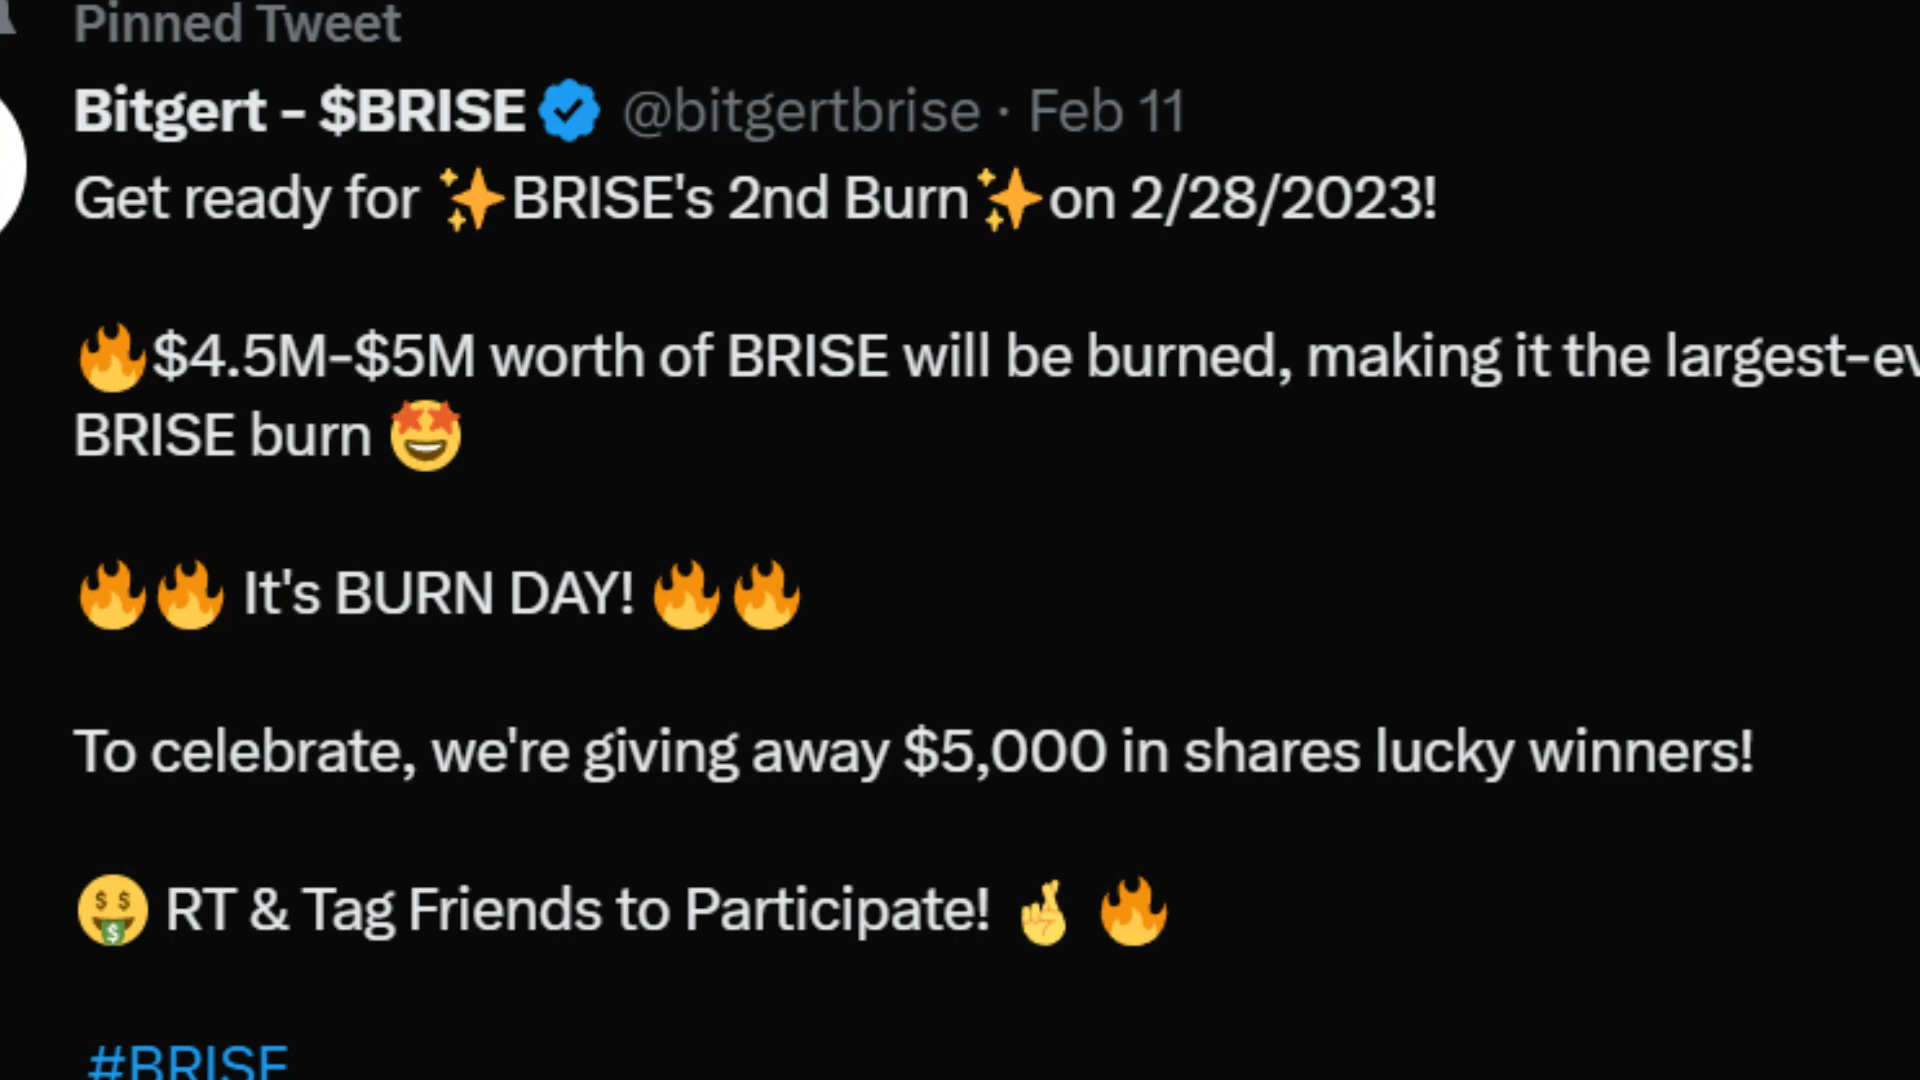 Pinned Tweet
Bitgert - $BRISE @bitgertbrise · Feb 11
Get ready for ✨BRISE's 2nd Burn✨on 2/28/2023!
🔥$4.5M-$5M worth of BRISE will be burned, making it the
BRISE burn 🤩
🔥🔥 It's BURN DAY! 🔥🔥
To celebrate, we're giving away $5,000 in shares lucky winners!
🤑 RT & Tag Friends to Participate! 🤞 🔥
#BRISE